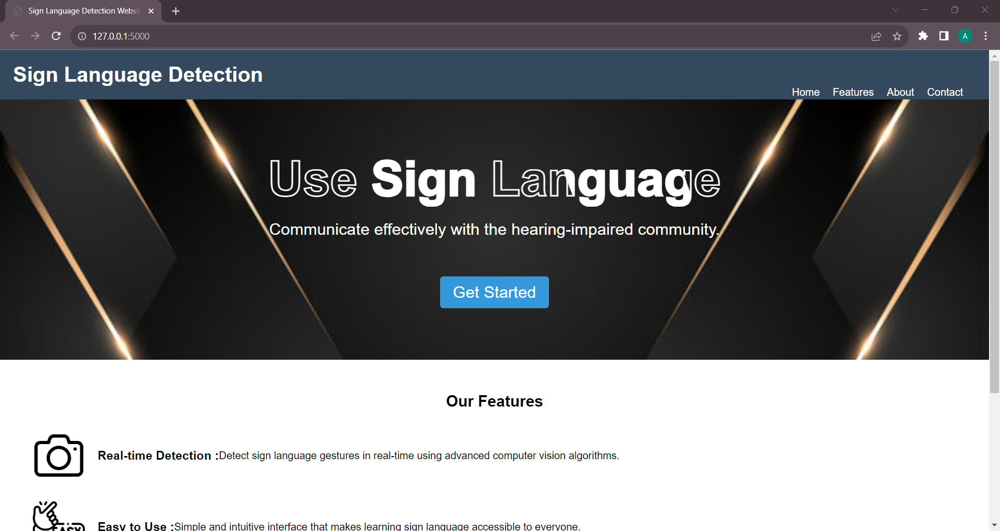 Sign Language Detection Websi
127.0.0.1:5000
A
Sign Language Detection
Home Features About Contact
Use Sign Language
Communicate effectively with the hearing-impaired community.
Get Started
Our Features
Real-time Detection :Detect sign language gestures in real-time using advanced computer vision algorithms.
EASY
Easy to Use :Simple and intuitive interface that makes learning sign language accessible to everyone.